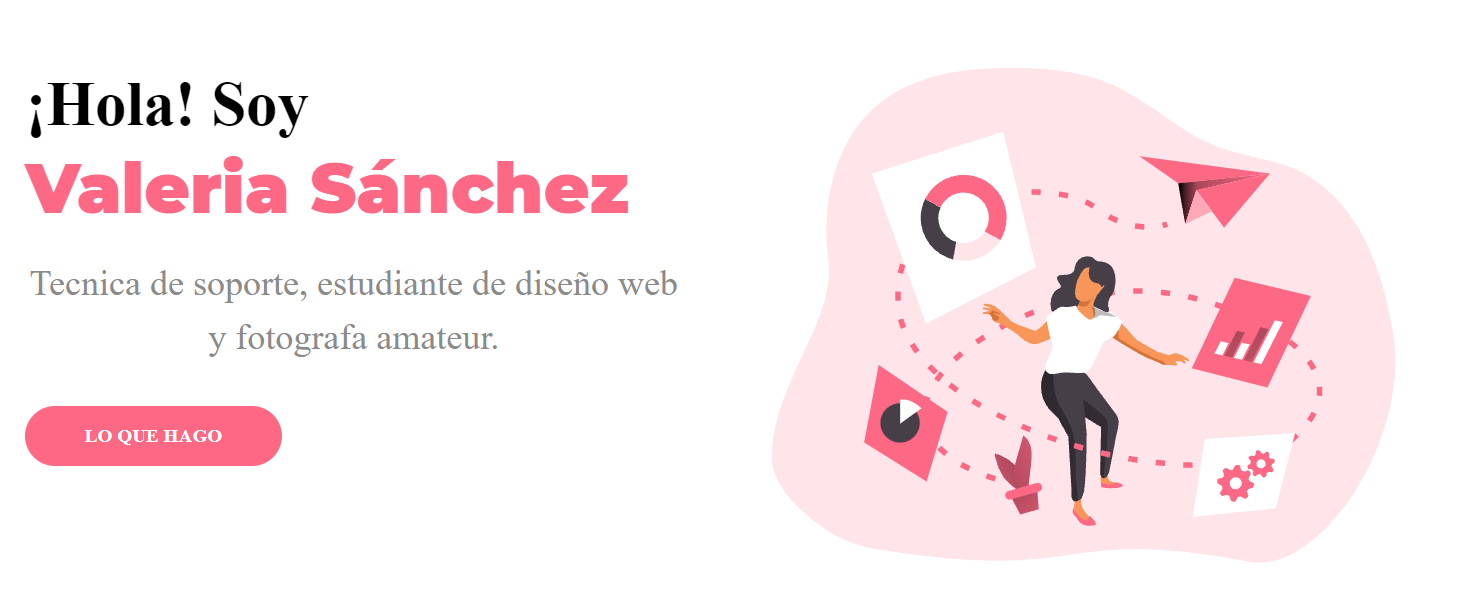 ¡Hola! Soy
Valeria Sánchez
Tecnica de soporte, estudiante de diseño web
y fotografa amateur.
LO QUE HAGO